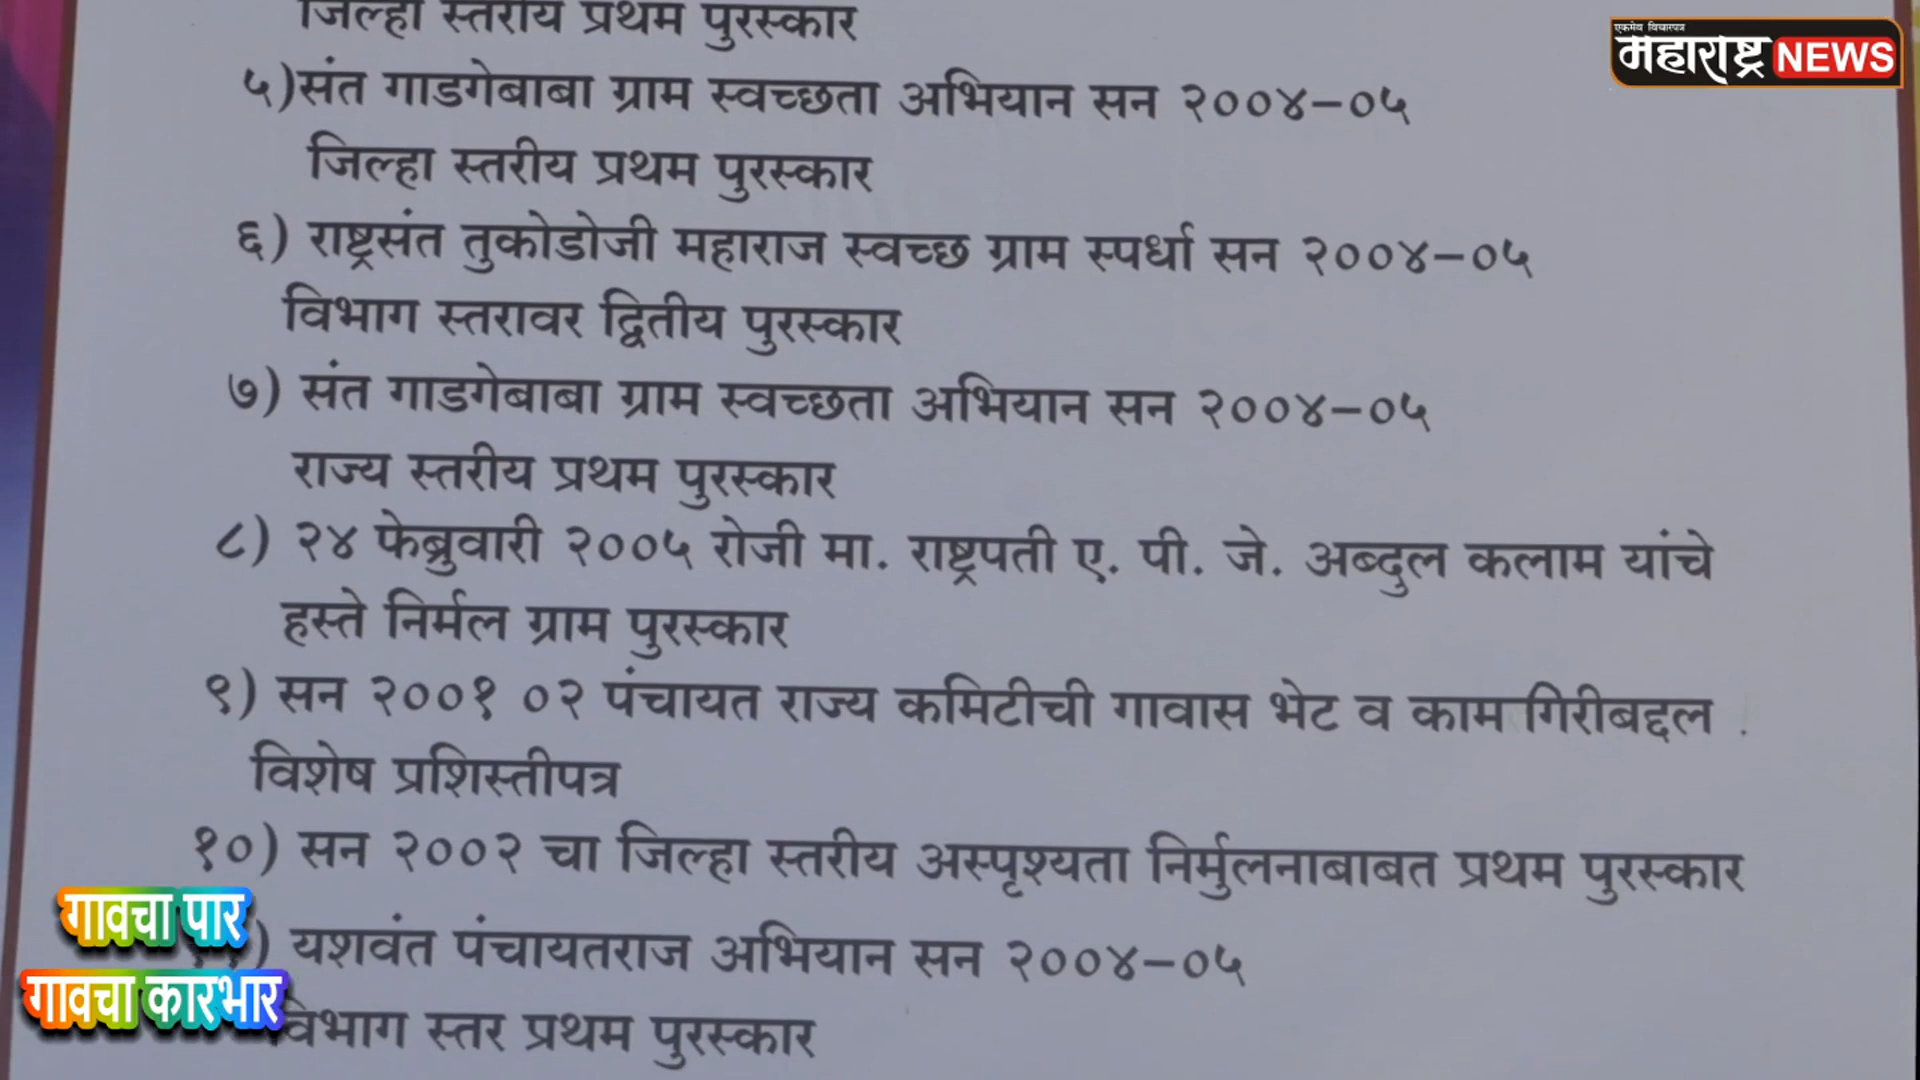 जिल्हा स्तरीय प्रथम पुरस्कार
एकमेव विचारपत्र
महाराष्ट्र NEWS
५)संत गाडगेबाबा ग्राम स्वच्छता अभियान सन २००४–०५
जिल्हा स्तरीय प्रथम पुरस्कार
६) राष्ट्रसंत तुकोडोजी महाराज स्वच्छ ग्राम स्पर्धा सन २००४–०५
विभाग स्तरावर द्वितीय पुरस्कार
७) संत गाडगेबाबा ग्राम स्वच्छता अभियान सन २००४–०५
राज्य स्तरीय प्रथम पुरस्कार
८) २४ फेब्रुवारी २००५ रोजी मा. राष्ट्रपती ए. पी. जे. अब्दुल कलाम यांचे
हस्ते निर्मल ग्राम पुरस्कार
९) सन २००१ ०२ पंचायत राज्य कमिटीची गावास भेट व कामगिरीबद्दल .
विशेष प्रशिस्तीपत्र
१०) सन २००२ चा जिल्हा स्तरीय अस्पृश्यता निर्मुलनाबाबत प्रथम पुरस्कार
) यशवंत पंचायतराज अभियान सन २००४–०५
विभाग स्तर प्रथम पुरस्कार
गावचा पार
गावचा कारभार